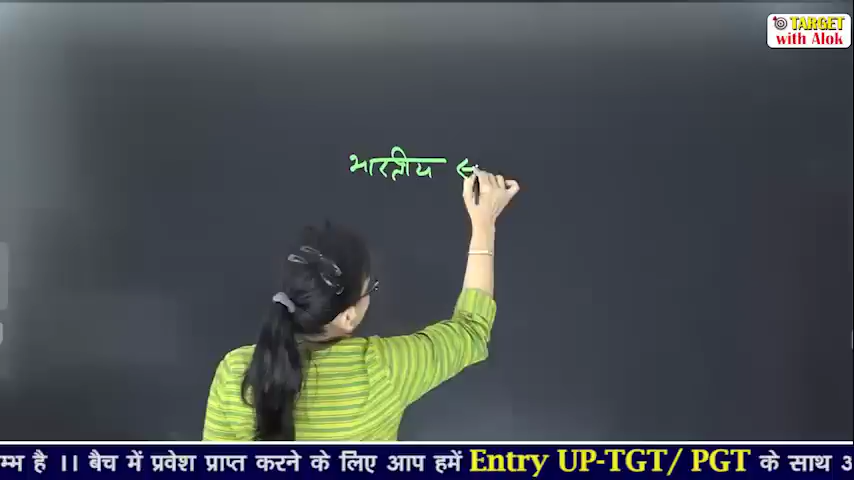 TARGET
with Alok
भारतीय
म्भ है ।। बैच में प्रवेश प्राप्त करने के लिए आप हमें Entry UP-TGT/ PGT के साथ